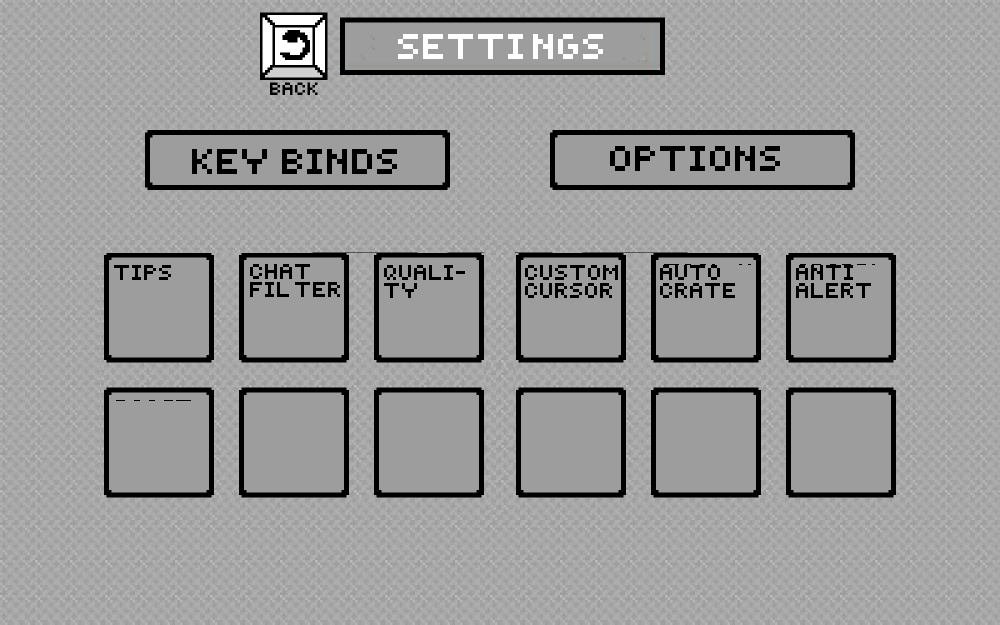 SETTINGS
BACK
KEY BINDS
OPTIONS
TIPS
CHAT
FILTER
QUALI-
TY
CUSTOM
CURSOR
AUTO
CRATE
ARTI
ALERT